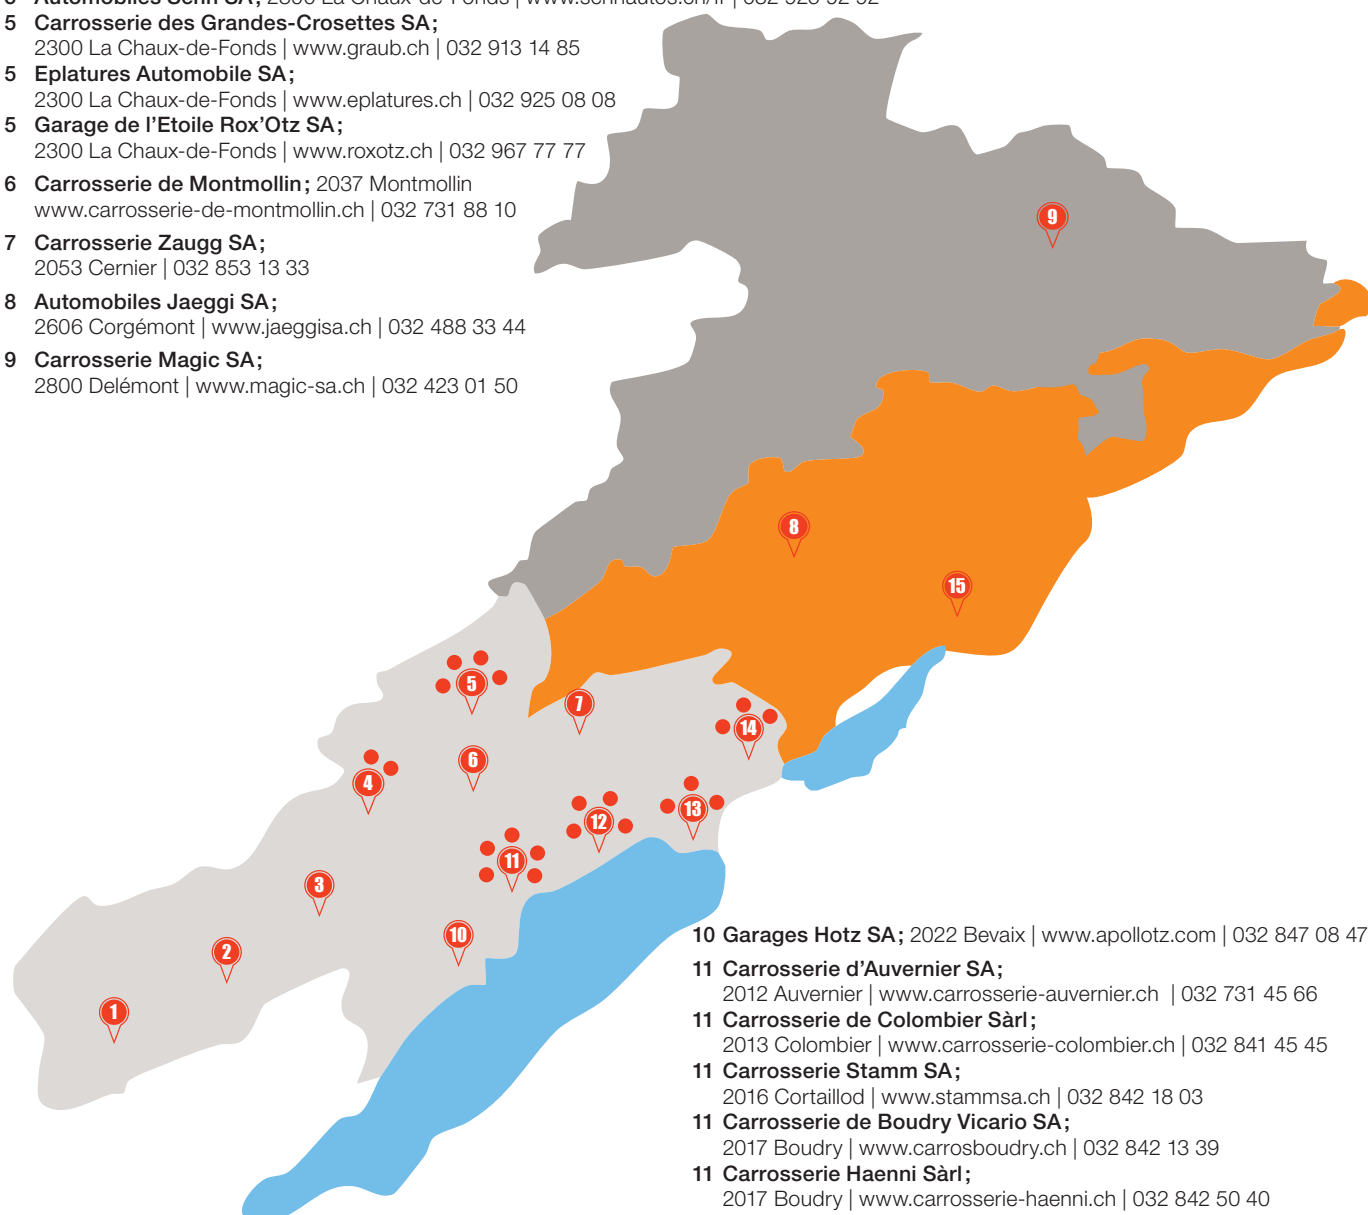 5 Carrosserie des Grandes-Crosettes SA;
2300 La Chaux-de-Fonds | www.graub.ch | 032 913 14 85
5 Eplatures Automobile SA;
2300 La Chaux-de-Fonds | www.eplatures.ch | 032 925 08 08
5 Garage de l'Etoile Rox'Otz SA;
2300 La Chaux-de-Fonds | www.roxotz.ch | 032 967 77 77
6 Carrosserie de Montmollin; 2037 Montmollin
www.carrosserie-de-montmollin.ch | 032 731 88 10
7 Carrosserie Zaugg SA;
2053 Cernier | 032 853 13 33
8 Automobiles Jaeggi SA;
2606 Corgémont | www.jaeggisa.ch | 032 488 33 44
9 Carrosserie Magic SA;
2800 Delémont | www.magic-sa.ch | 032 423 01 50
9
8
15
5
7
14
6
4
13
12
11
3
10
2
1
10 Garages Hotz SA; 2022 Bevaix | www.apollotz.com | 032 847 08 47
11 Carrosserie d'Auvernier SA;
2012 Auvernier | www.carrosserie-auvernier.ch | 032 731 45 66
11 Carrosserie de Colombier Sàrl;
2013 Colombier | www.carrosserie-colombier.ch | 032 841 45 45
11 Carrosserie Stamm SA;
2016 Cortaillod | www.stammsa.ch | 032 842 18 03
11 Carrosserie de Boudry Vicario SA;
2017 Boudry | www.carrosboudry.ch | 032 842 13 39
11 Carrosserie Haenni Sàrl;
2017 Boudry | www.carrosserie-haenni.ch | 032 842 50 40